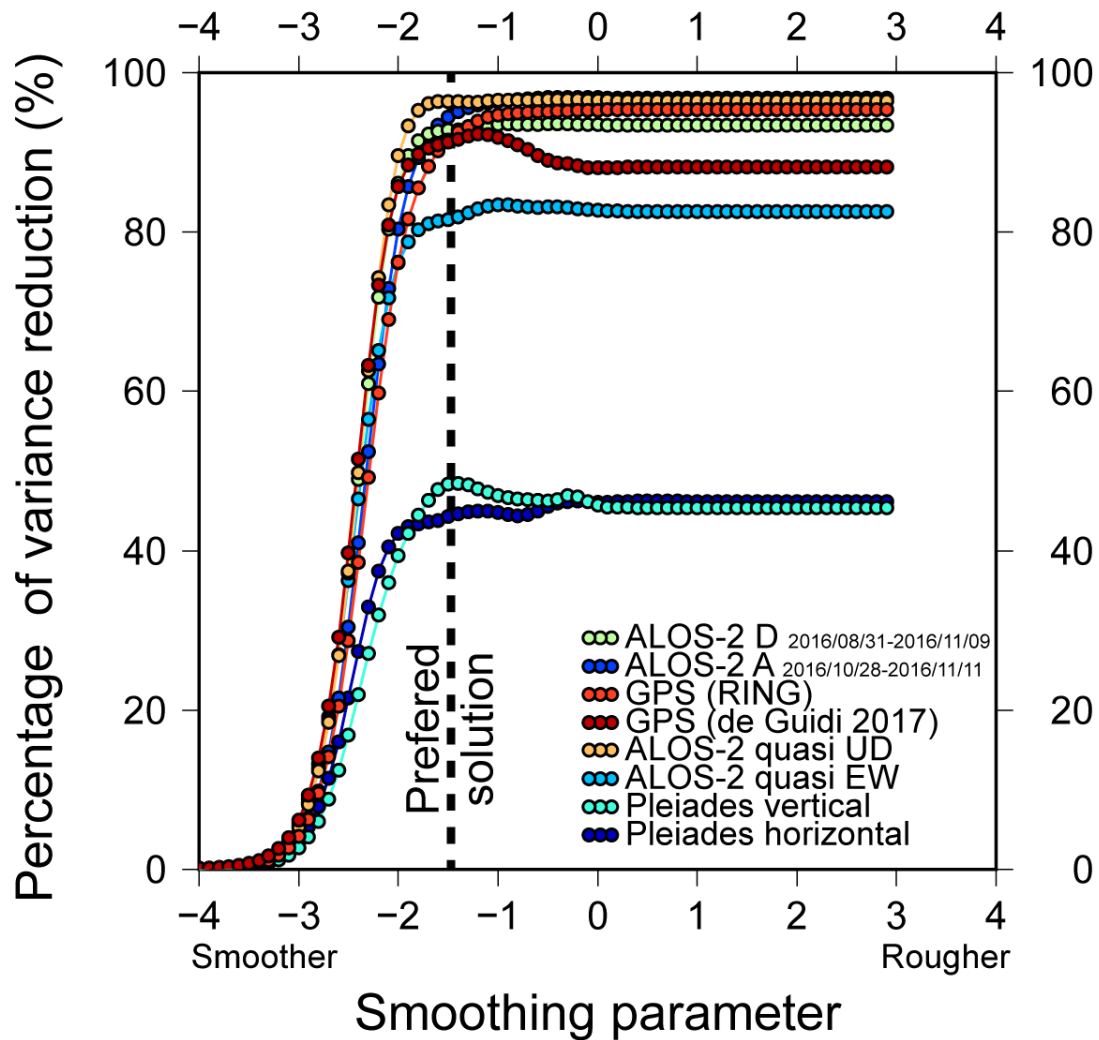 −4 −3 −2 −1 0 1 2 3 4
Percentage of variance reduction (%)
100 100
80 80
60 60
40 40
20 20
0 0
Preferred
solution
ALOS-2 D 2016/08/31-2016/11/09
ALOS-2 A 2016/10/28-2016/11/11
GPS (RING)
GPS (de Guidi 2017)
ALOS-2 quasi UD
ALOS-2 quasi EW
Pleiades vertical
Pleiades horizontal
−4 −3 −2 −1 0 1 2 3 4
Smoother Rougher
Smoothing parameter